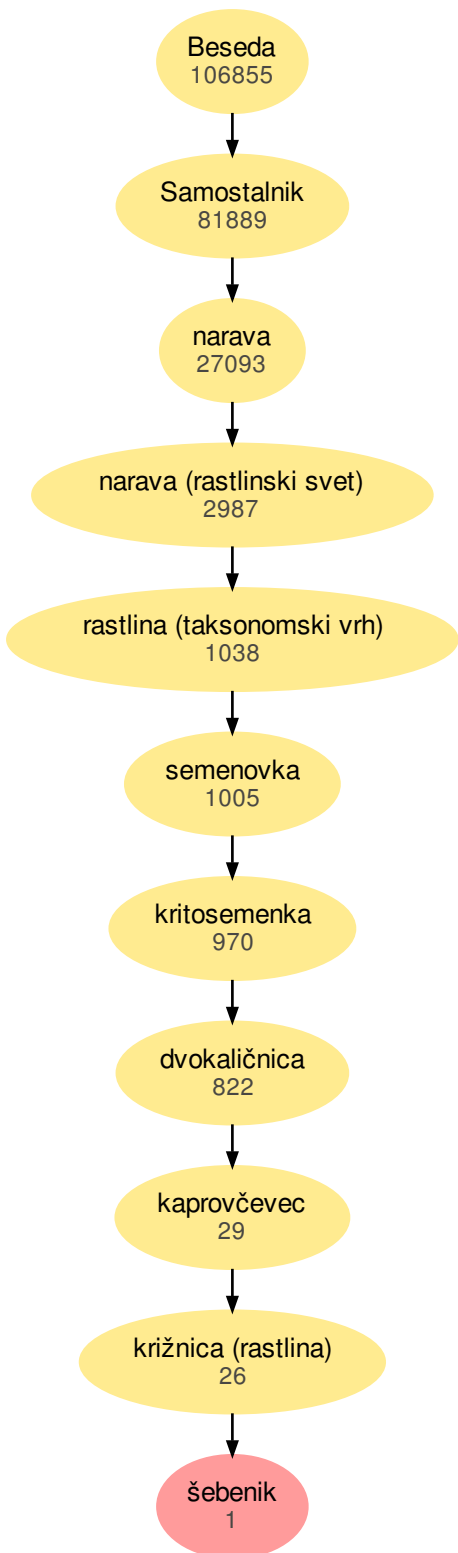 Beseda
106855
Samostalnik
81889
narava
27093
narava (rastlinski svet)
2987
rastlina (taksonomski vrh)
1038
semenovka
1005
kritosemenka
970
dvokaličnica
822
kaprovčevec
29
križnica (rastlina)
26
šebenik
1